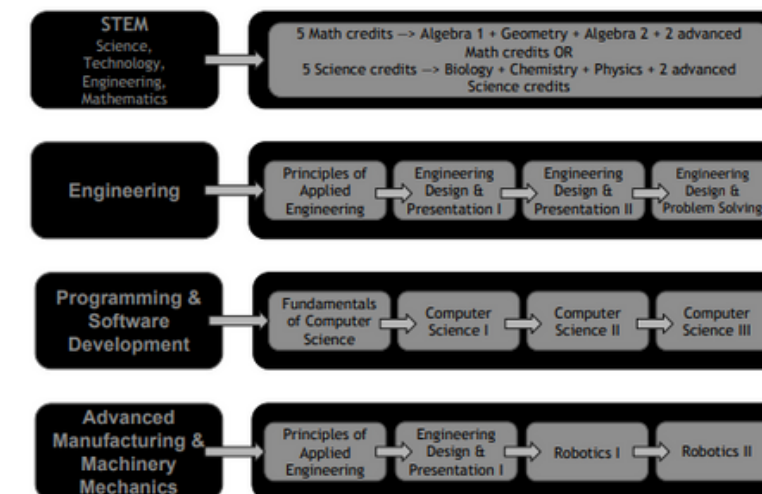 STEM
Science,
Technology,
Engineering,
Mathematics
5 Math credits --> Algebra 1 + Geometry + Algebra 2 + 2 advanced
Math credits OR
5 Science credits --> Biology + Chemistry + Physics + 2 advanced
Science credits
Engineering
Principles of
Applied
Engineering
Engineering
Design &
Presentation I
Engineering
Design &
Presentation II
Engineering
Design &
Problem Solving
Programming &
Software
Development
Fundamentals
of Computer
Science
Computer
Science I
Computer
Science II
Computer
Science III
Advanced
Manufacturing &
Machinery
Mechanics
Principles of
Applied
Engineering
Engineering
Design &
Presentation I
Robotics I
Robotics II